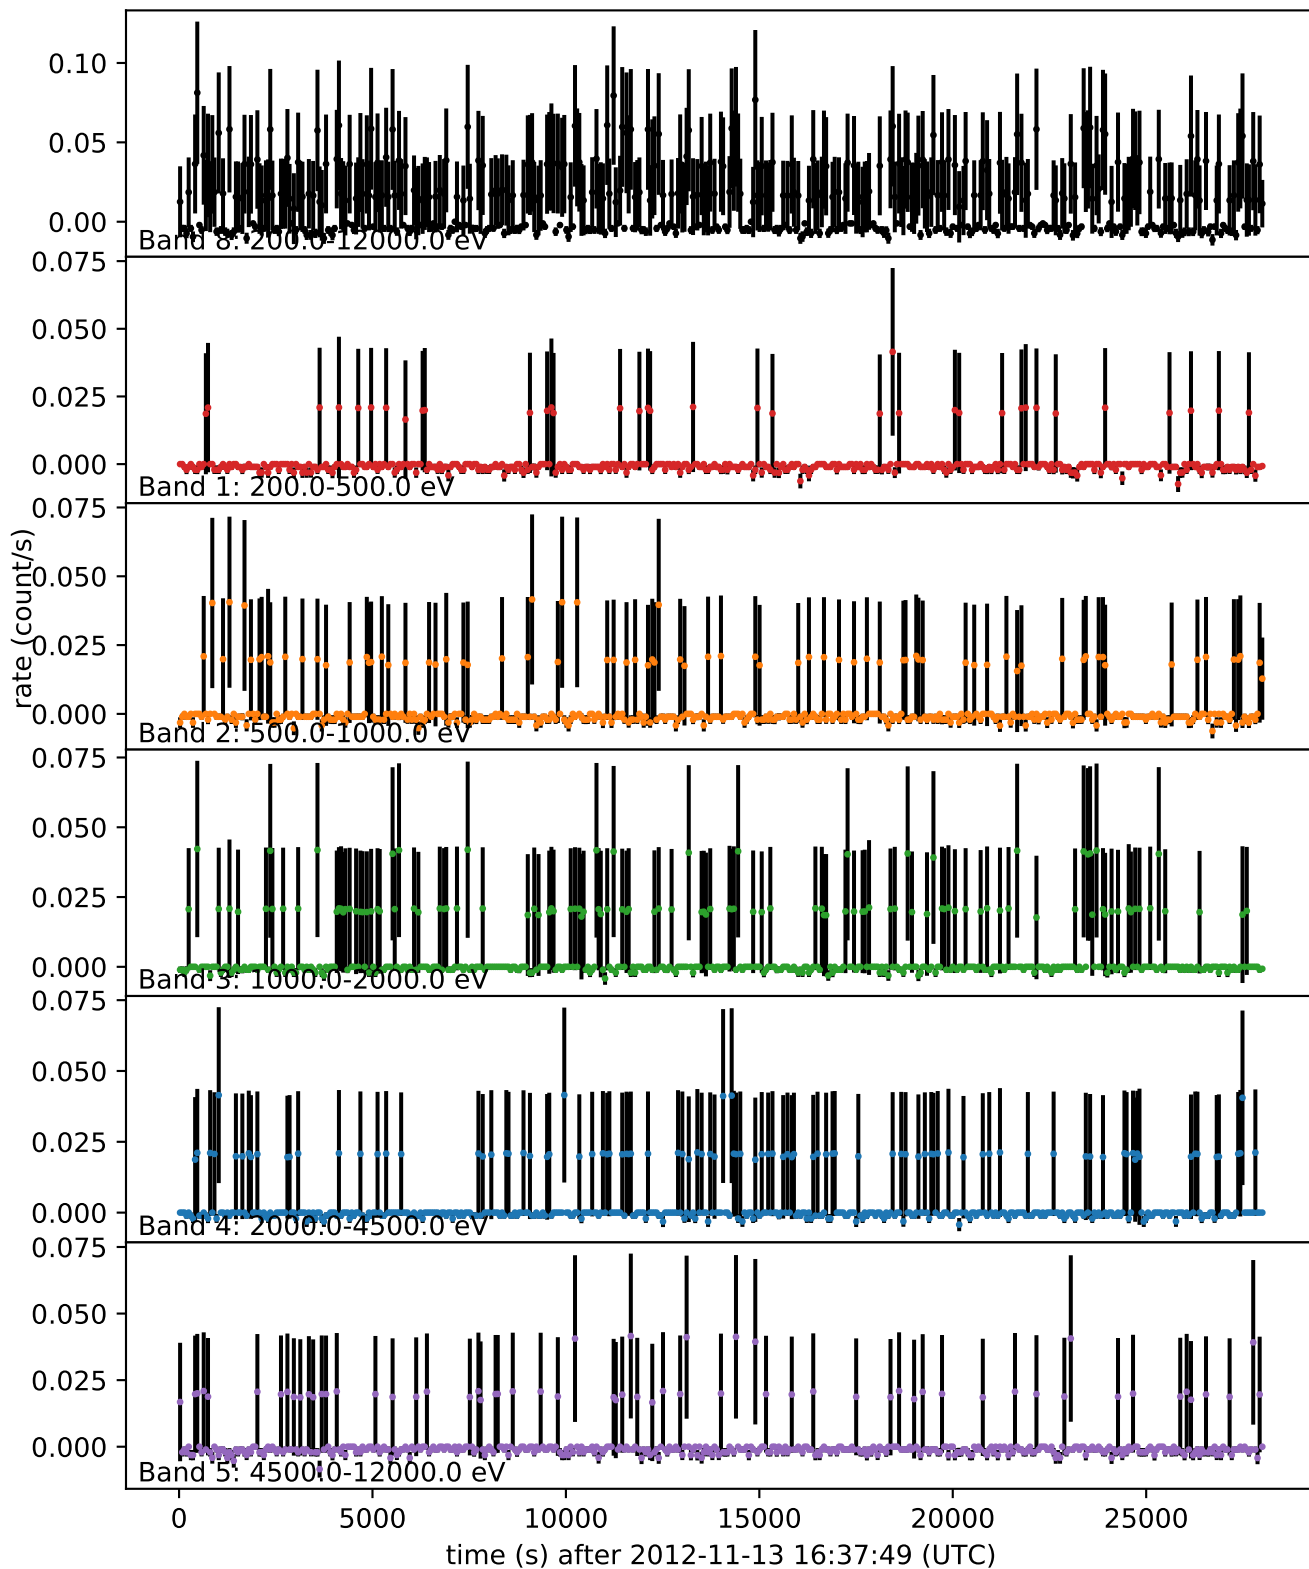 0.10
0.05
0.00
Band 8: 200.0-12000.0 eV
0.075
0.050
0.025
0.000
Band 1: 200.0-500.0 eV
0.075
0.050
0.025
0.000
Band 2: 500.0-1000.0 eV
rate (count/s)
0.075
0.050
0.025
0.000
Band 3: 1000.0-2000.0 eV
0.075
0.050
0.025
0.000
Band 4: 2000.0-4500.0 eV
0.075
0.050
0.025
0.000
Band 5: 4500.0-12000.0 eV
0 5000 10000 15000 20000 25000
time (s) after 2012-11-13 16:37:49 (UTC)